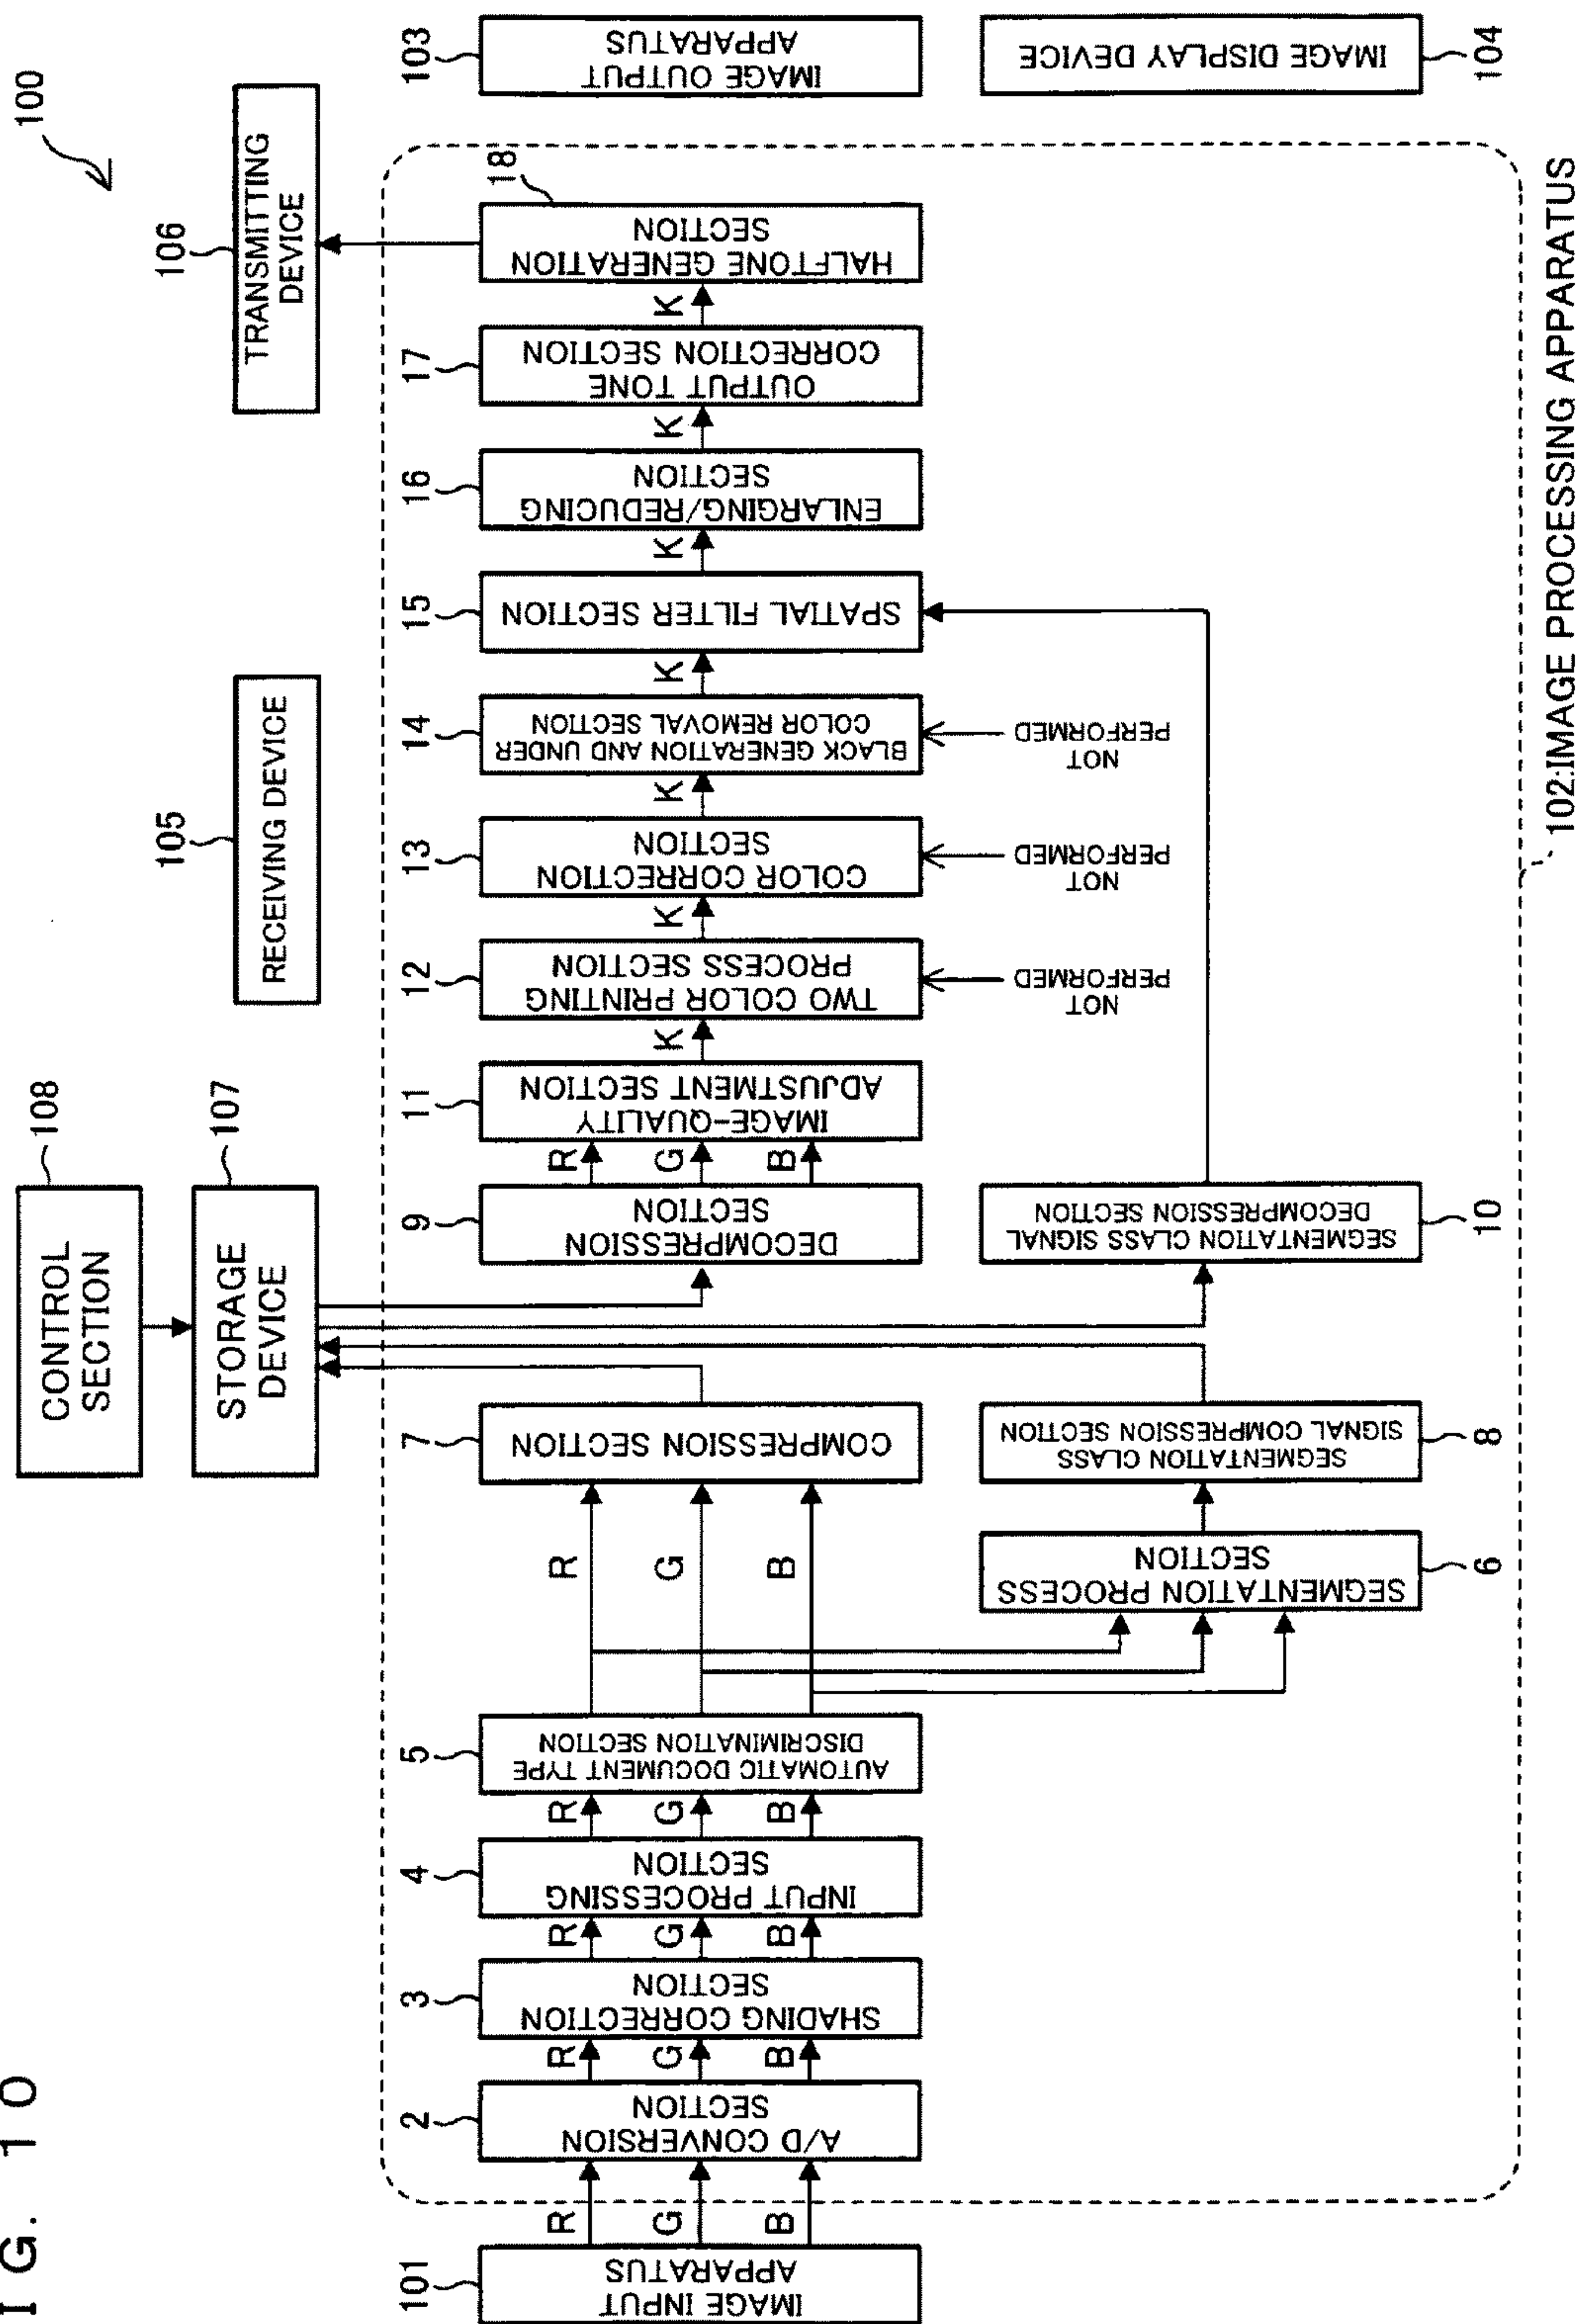 I G. 1 0
100
CONTROL
SECTION
108
STORAGE
DEVICE
107
RECEIVING DEVICE
105
TRANSMITTING
DEVICE
106
101
IMAGE INPUT
APPARATUS
R
G
B
2
A/D CONVERSION
SECTION
R
G
B
3
SHADING CORRECTION
SECTION
R
G
B
4
INPUT PROCESSING
SECTION
R
G
B
5
AUTOMATIC DOCUMENT TYPE
DISCRIMINATION SECTION
R
G
B
7
COMPRESSION SECTION
9
DECOMPRESSION
SECTION
R
G
B
11
IMAGE-QUALITY
ADJUSTMENT SECTION
K
12
TWO COLOR PRINTING
PROCESS SECTION
K
13
COLOR CORRECTION
SECTION
K
14
BLACK GENERATION AND UNDER
COLOR REMOVAL SECTION
K
15
SPATIAL FILTER SECTION
K
16
ENLARGING/REDUCING
SECTION
K
17
OUTPUT TONE
CORRECTION SECTION
K
18
HALFTONE GENERATION
SECTION
103
IMAGE OUTPUT
APPARATUS
SEGMENTATION PROCESS
SECTION
6
SEGMENTATION CLASS
SIGNAL COMPRESSION SECTION
8
SEGMENTATION CLASS SIGNAL
DECOMPRESSION SECTION
10
NOT
PERFORMED
NOT
PERFORMED
NOT
PERFORMED
IMAGE DISPLAY DEVICE
104
102:IMAGE PROCESSING APPARATUS